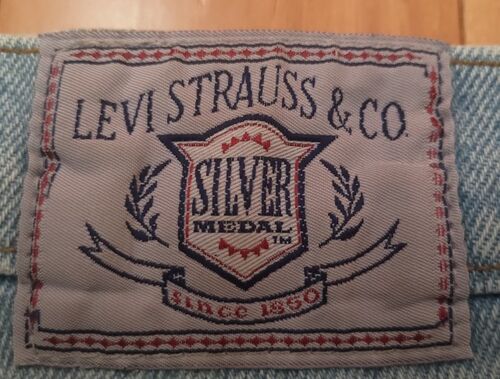 LEVI STRAUSS & CO.
SILVER
MEDAL
TM
since 1850